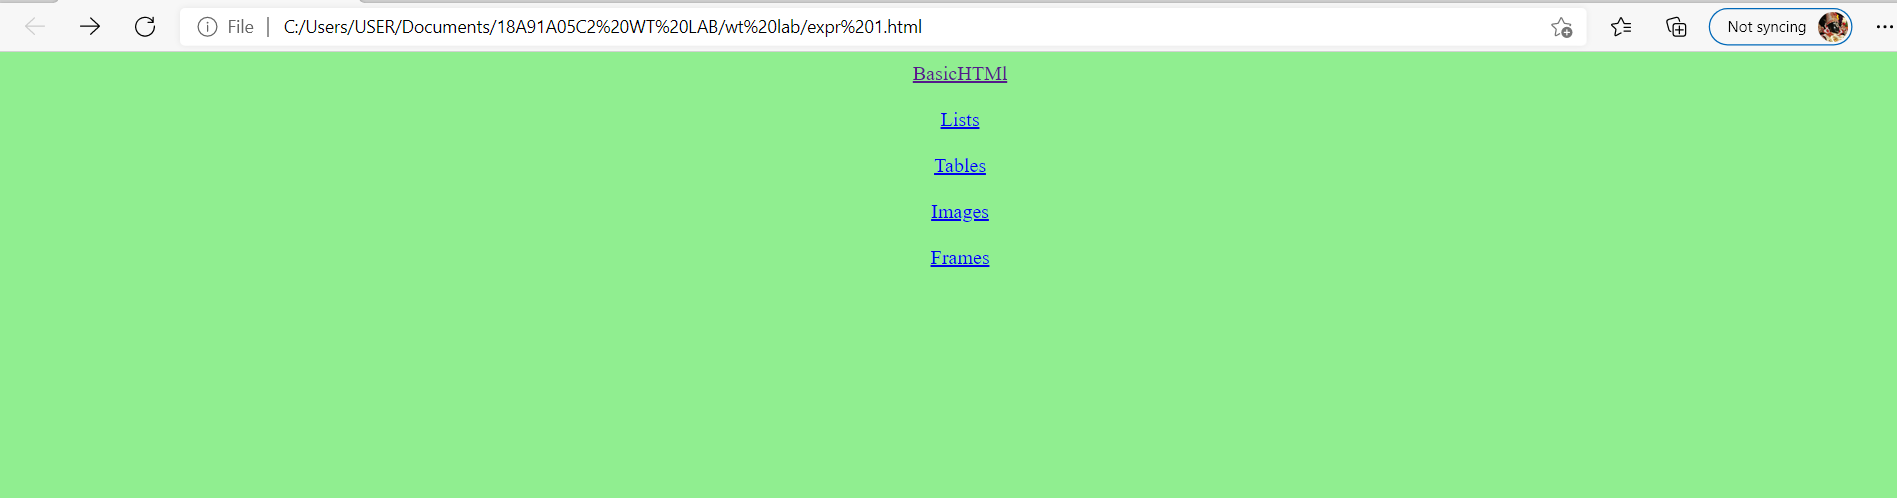 File | C:/Users/USER/Documents/18A91A05C2%20WT%20LAB/wt%20lab/expr%201.html Not syncing
BasicHTMl
Lists
Tables
Images
Frames